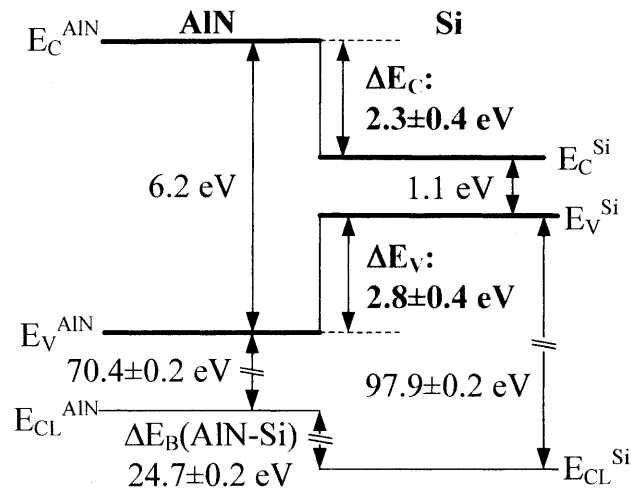 AlN Si
E_C^AlN
ΔE_C:
2.3±0.4 eV
E_C^Si
6.2 eV
1.1 eV
E_V^Si
ΔE_V:
2.8±0.4 eV
E_V^AlN
70.4±0.2 eV
97.9±0.2 eV
E_CL^AlN
ΔE_B(AlN-Si)
24.7±0.2 eV
E_CL^Si